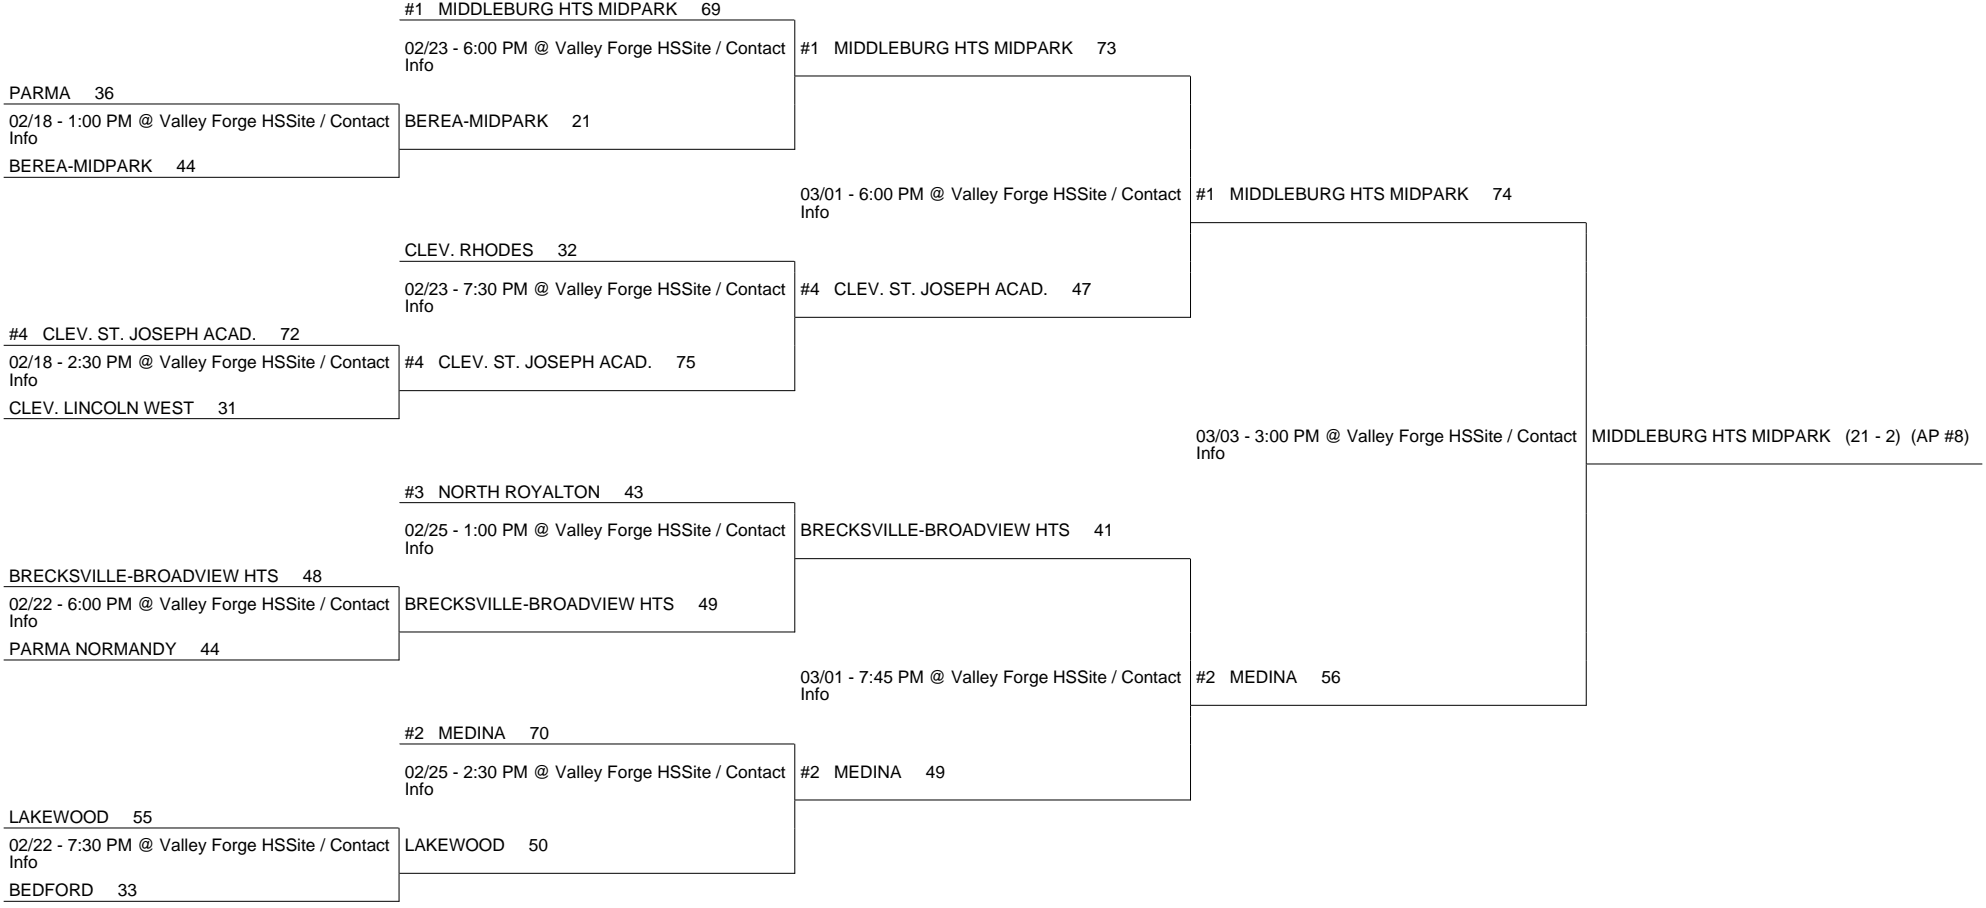 #1 MIDDLEBURG HTS MIDPARK 69
02/23 - 6:00 PM @ Valley Forge HSSite / Contact
Info
#1 MIDDLEBURG HTS MIDPARK 73
PARMA 36
02/18 - 1:00 PM @ Valley Forge HSSite / Contact
Info
BEREA-MIDPARK 21
BEREA-MIDPARK 44
03/01 - 6:00 PM @ Valley Forge HSSite / Contact
Info
#1 MIDDLEBURG HTS MIDPARK 74
CLEV. RHODES 32
02/23 - 7:30 PM @ Valley Forge HSSite / Contact
Info
#4 CLEV. ST. JOSEPH ACAD. 47
#4 CLEV. ST. JOSEPH ACAD. 72
02/18 - 2:30 PM @ Valley Forge HSSite / Contact
Info
#4 CLEV. ST. JOSEPH ACAD. 75
CLEV. LINCOLN WEST 31
03/03 - 3:00 PM @ Valley Forge HSSite / Contact
Info
MIDDLEBURG HTS MIDPARK (21 - 2) (AP #8)
#3 NORTH ROYALTON 43
02/25 - 1:00 PM @ Valley Forge HSSite / Contact
Info
BRECKSVILLE-BROADVIEW HTS 41
BRECKSVILLE-BROADVIEW HTS 48
02/22 - 6:00 PM @ Valley Forge HSSite / Contact
Info
BRECKSVILLE-BROADVIEW HTS 49
PARMA NORMANDY 44
03/01 - 7:45 PM @ Valley Forge HSSite / Contact
Info
#2 MEDINA 56
#2 MEDINA 70
02/25 - 2:30 PM @ Valley Forge HSSite / Contact
Info
#2 MEDINA 49
LAKEWOOD 55
02/22 - 7:30 PM @ Valley Forge HSSite / Contact
Info
LAKEWOOD 50
BEDFORD 33